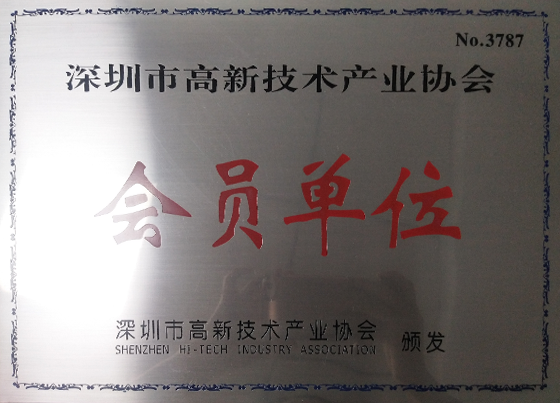 No.3787
深圳市高新技术产业协会
会员单位
深圳市高新技术产业协会 颁发
SHENZHEN HI-TECH INDUSTRY ASSOCIATION